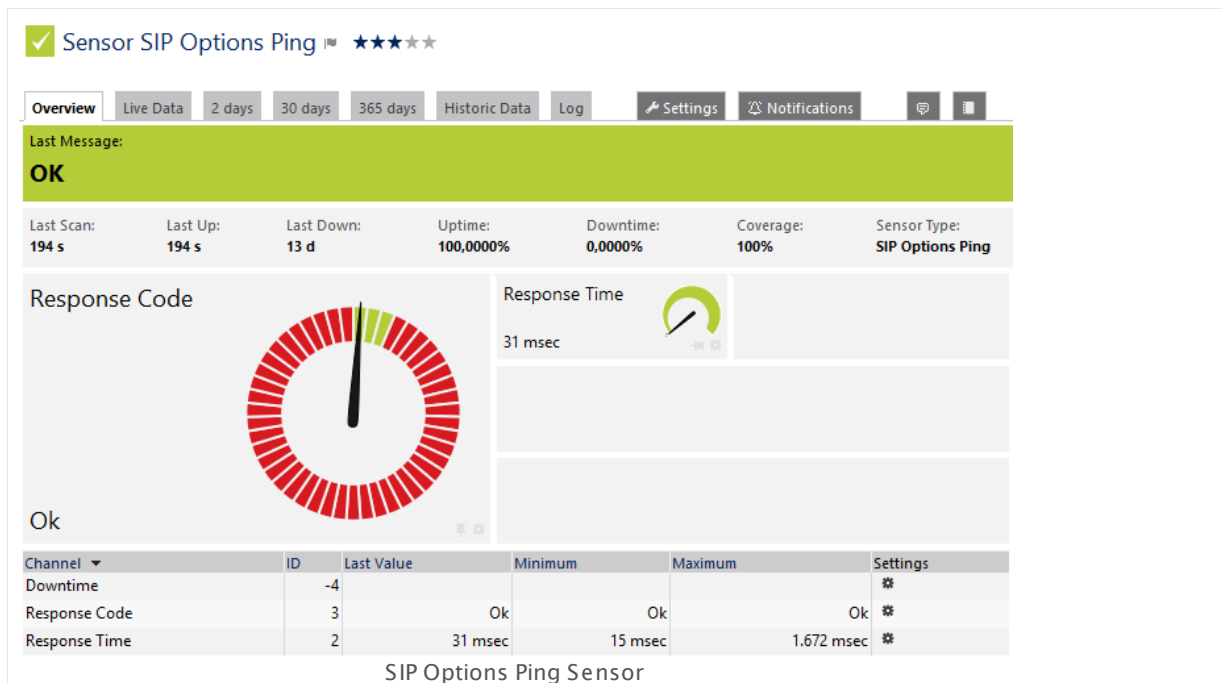 Sensor SIP Options Ping
Overview Live Data 2 days 30 days 365 days Historic Data Log Settings Notifications
Last Message:
OK
Last Scan: Last Up: Last Down: Uptime: Downtime: Coverage: Sensor Type:
194 s 194 s 13 d 100,0000% 0,0000% 100% SIP Options Ping
Response Code
Ok
Response Time
31 msec
Channel ID Last Value Minimum Maximum Settings
Downtime -4
Response Code 3 Ok Ok Ok
Response Time 2 31 msec 15 msec 1.672 msec
SIP Options Ping Sensor